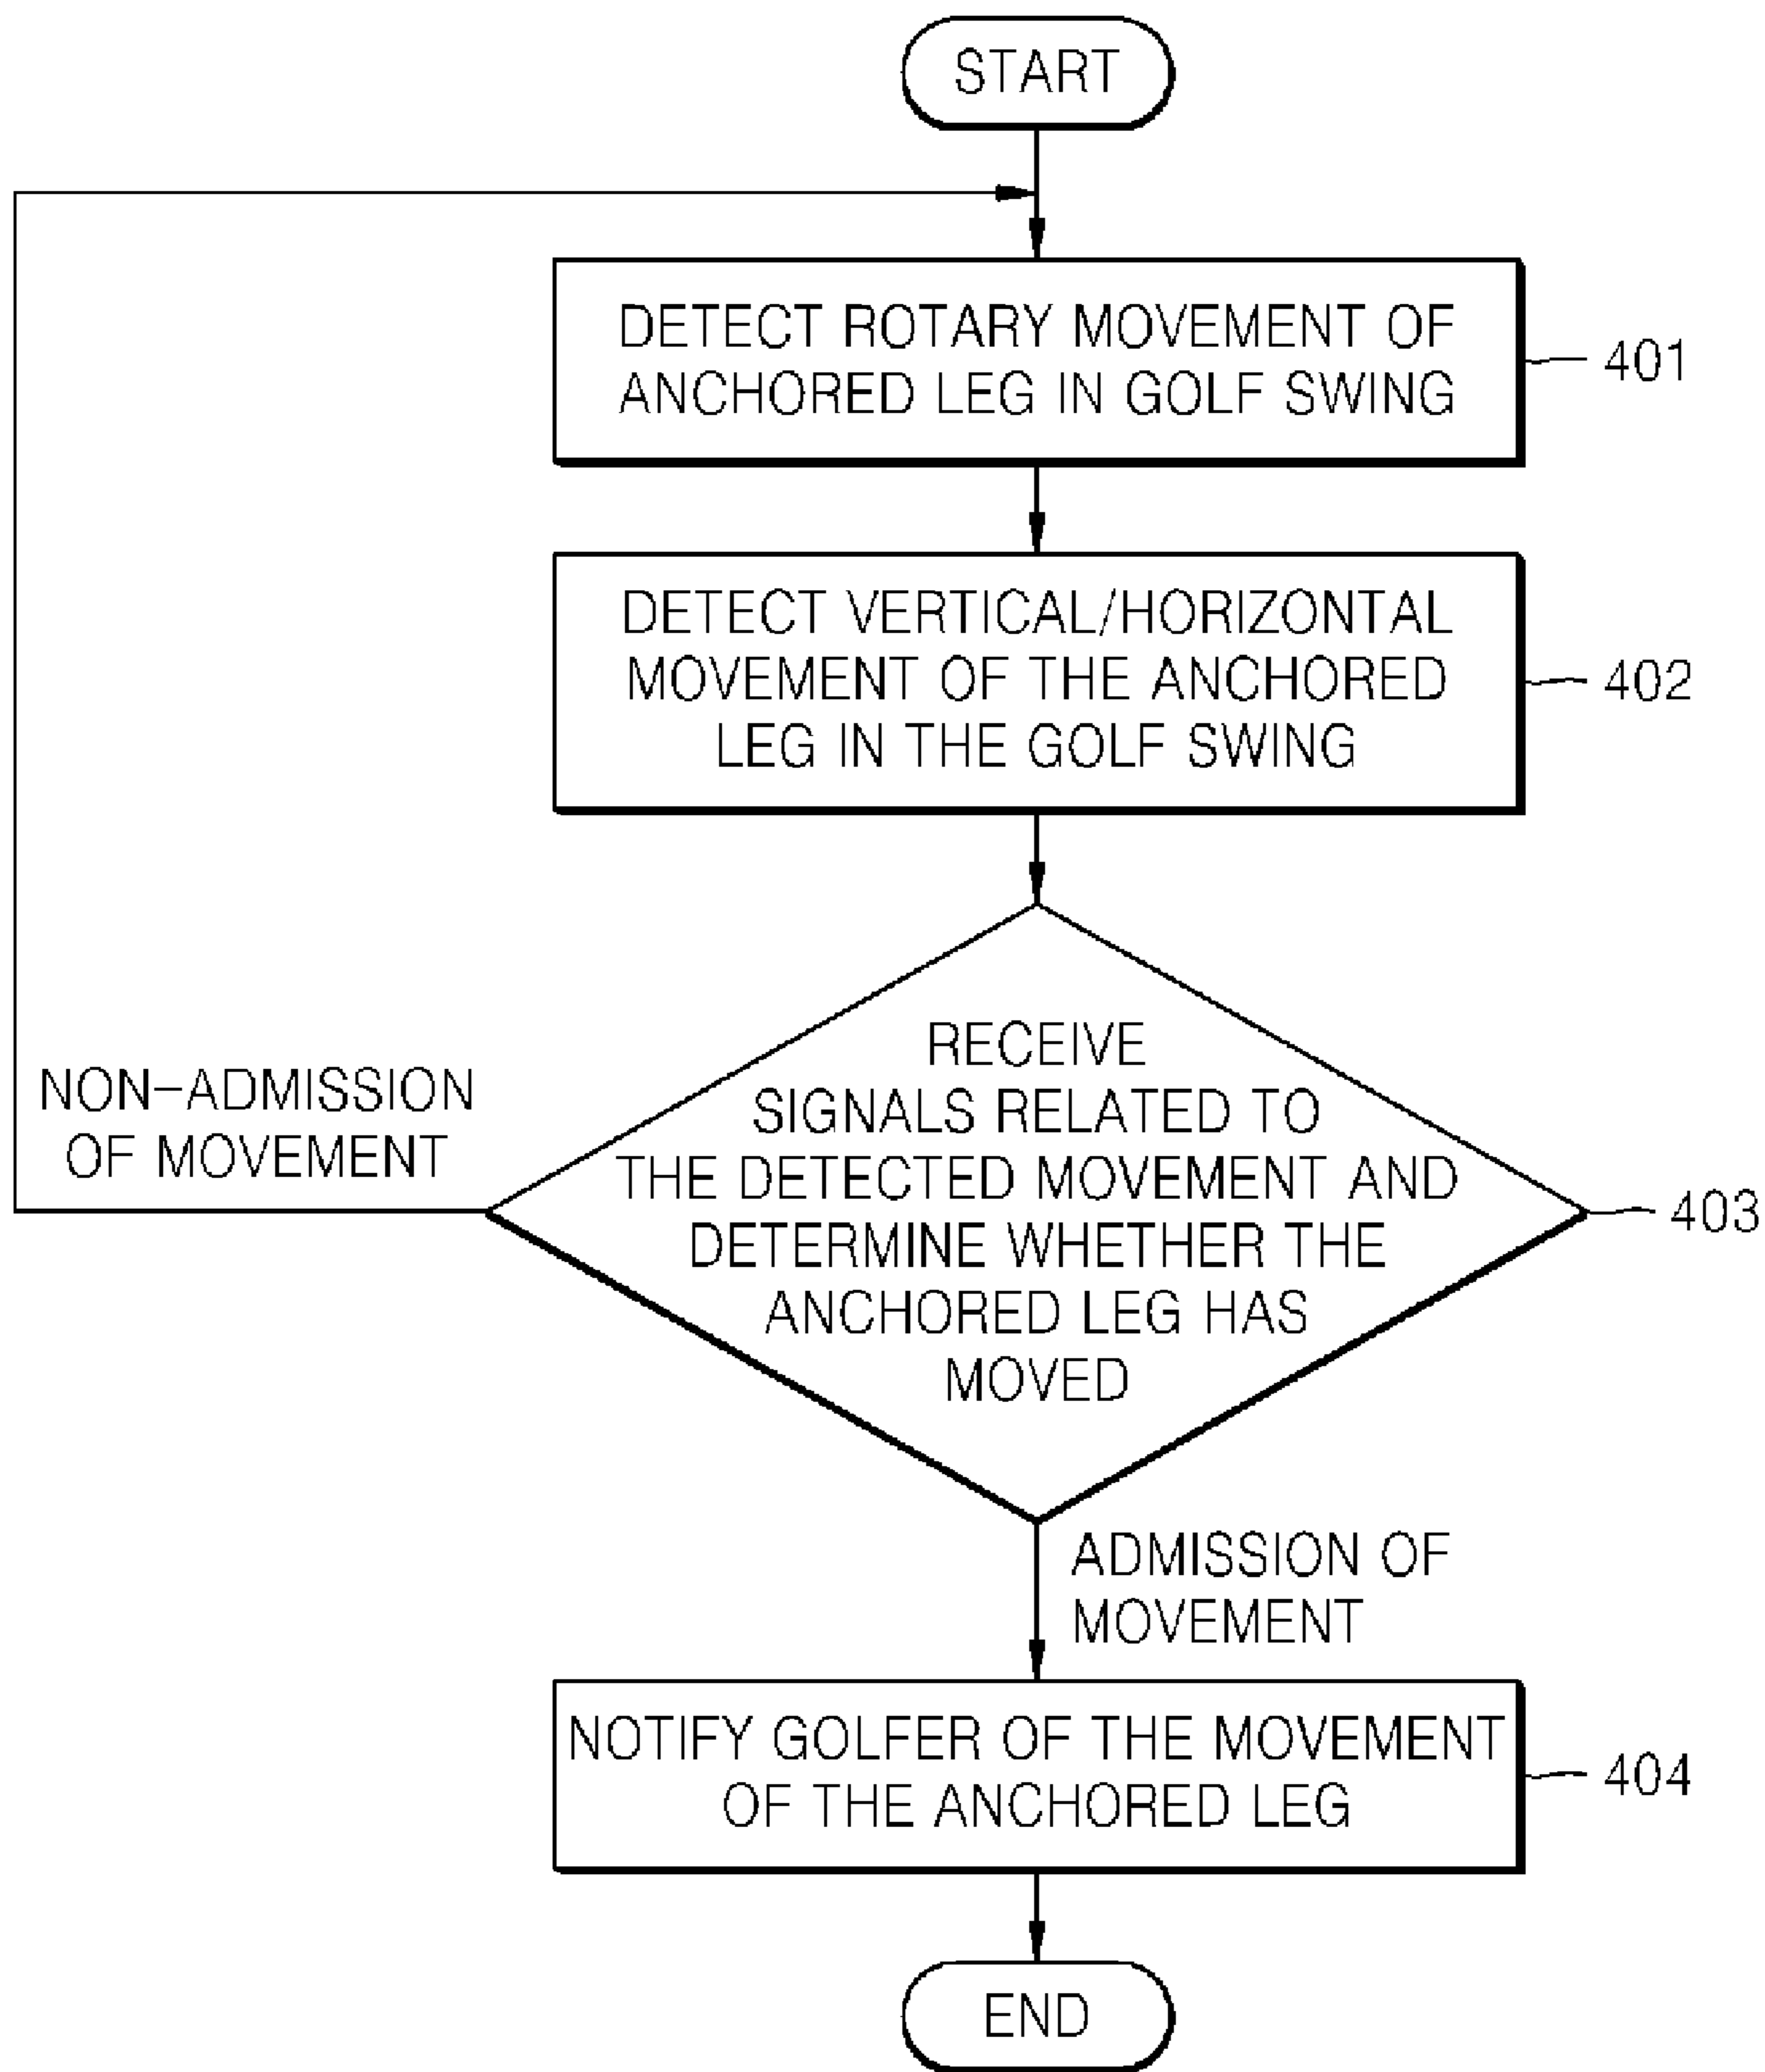 START
DETECT ROTARY MOVEMENT OF
ANCHORED LEG IN GOLF SWING
401
DETECT VERTICAL/HORIZONTAL
MOVEMENT OF THE ANCHORED
LEG IN THE GOLF SWING
402
RECEIVE
SIGNALS RELATED TO
THE DETECTED MOVEMENT AND
DETERMINE WHETHER THE
ANCHORED LEG HAS
MOVED
403
NON-ADMISSION
OF MOVEMENT
ADMISSION OF
MOVEMENT
NOTIFY GOLFER OF THE MOVEMENT
OF THE ANCHORED LEG
404
END